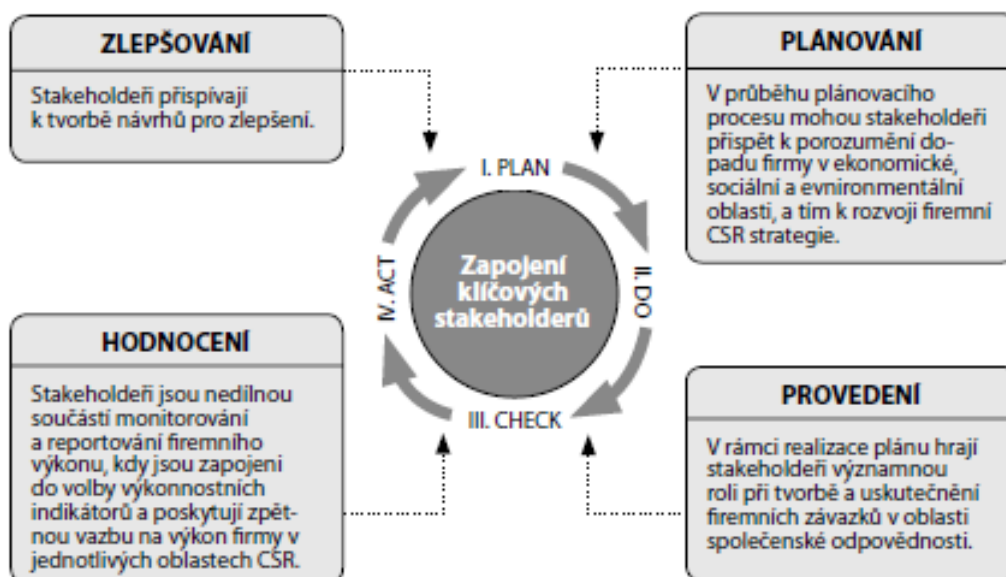 ZLEPŠOVÁNÍ
Stakeholdeři přispívají
k tvorbě návrhů pro zlepšení.
PLÁNOVÁNÍ
V průběhu plánovacího
procesu mohou stakeholdeři
přispět k porozumění do-
padu firmy v ekonomické,
sociální a evnironmentální
oblasti, a tím k rozvoji firemní
CSR strategie.
I. PLAN
II. DO
III. CHECK
IV. ACT
Zapojení
klíčových
stakeholderů
HODNOCENÍ
Stakeholdeři jsou nedílnou
součástí monitorování
a reportování firemního
výkonu, kdy jsou zapojeni
do volby výkonnostních
indikátorů a poskytují zpět-
nou vazbu na výkon firmy v
jednotlivých oblastech CSR.
PROVEDENÍ
V rámci realizace plánu hrají
stakeholdeři významnou
roli při tvorbě a uskutečnění
firemních závazků v oblasti
společenské odpovědnosti.